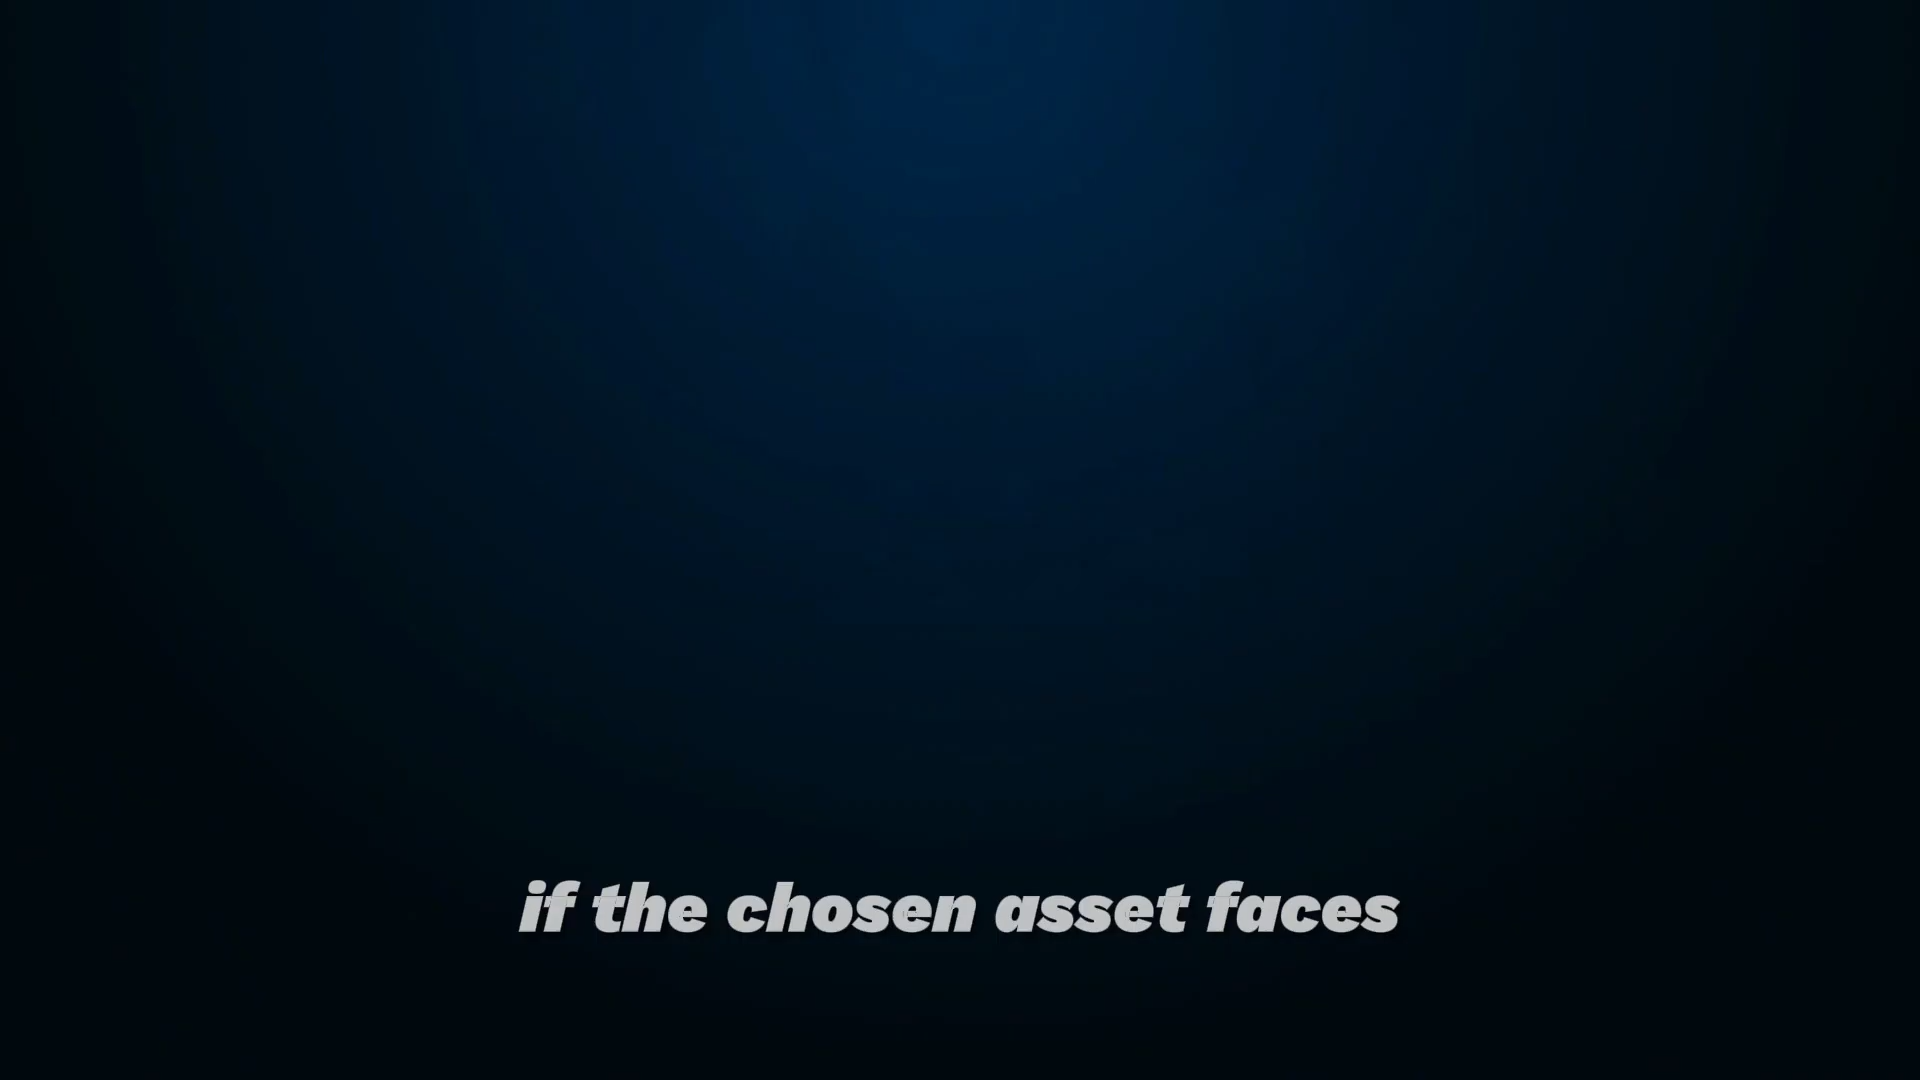 if the chosen asset faces